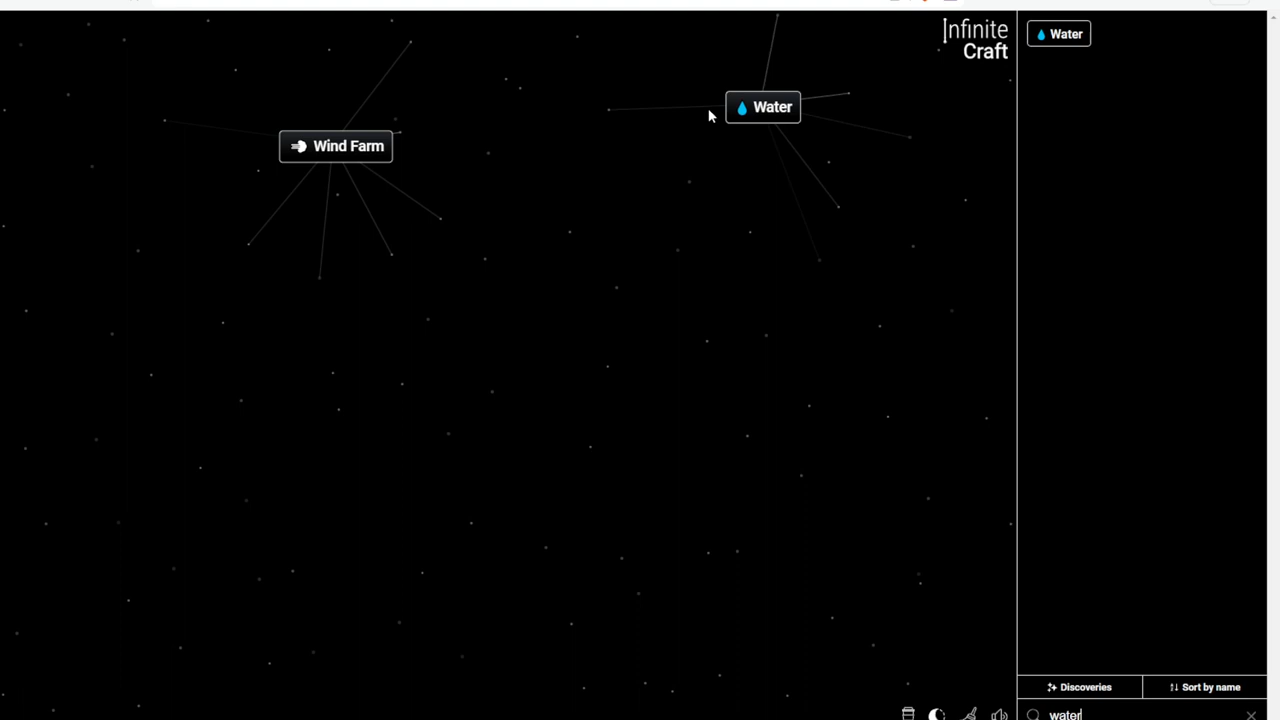 Infinite
Craft
Water
Water
Wind Farm
Discoveries
Sort by name
water